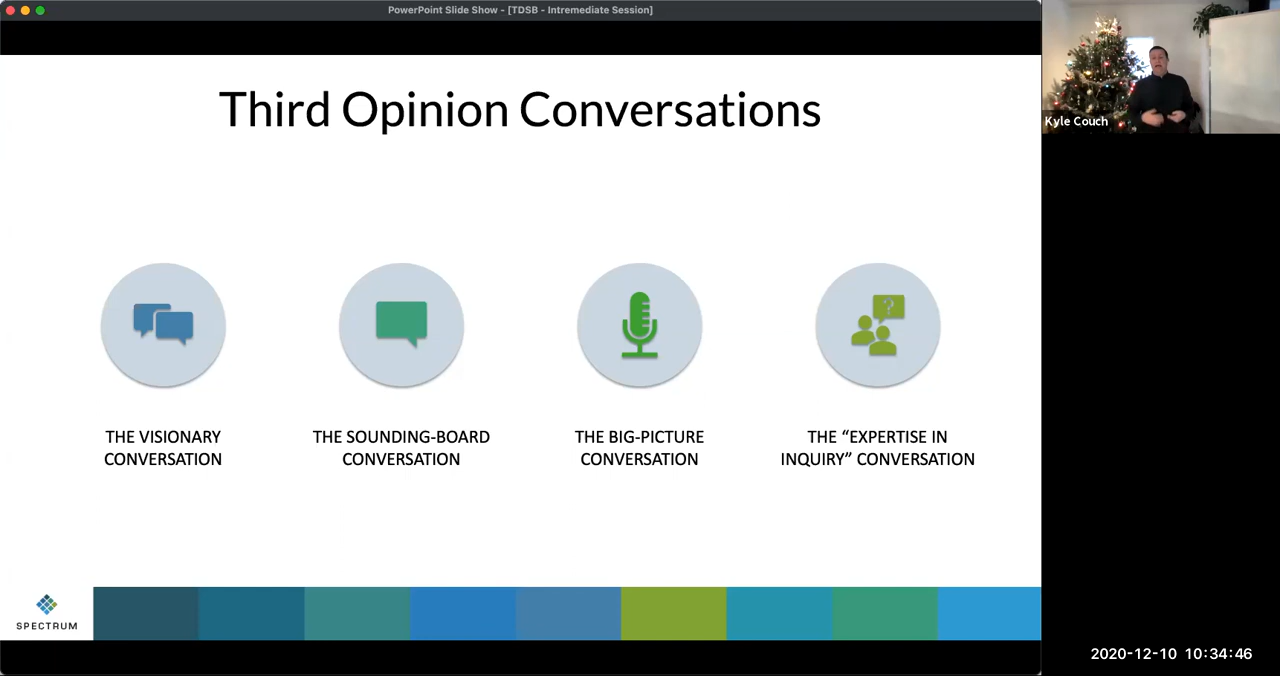 PowerPoint Slide Show - [TDSB - Intremediate Session]
Third Opinion Conversations
Kyle Couch
?
THE VISIONARY
CONVERSATION
THE SOUNDING-BOARD
CONVERSATION
THE BIG-PICTURE
CONVERSATION
THE “EXPERTISE IN
INQUIRY” CONVERSATION
SPECTRUM
2020-12-10 10:34:46